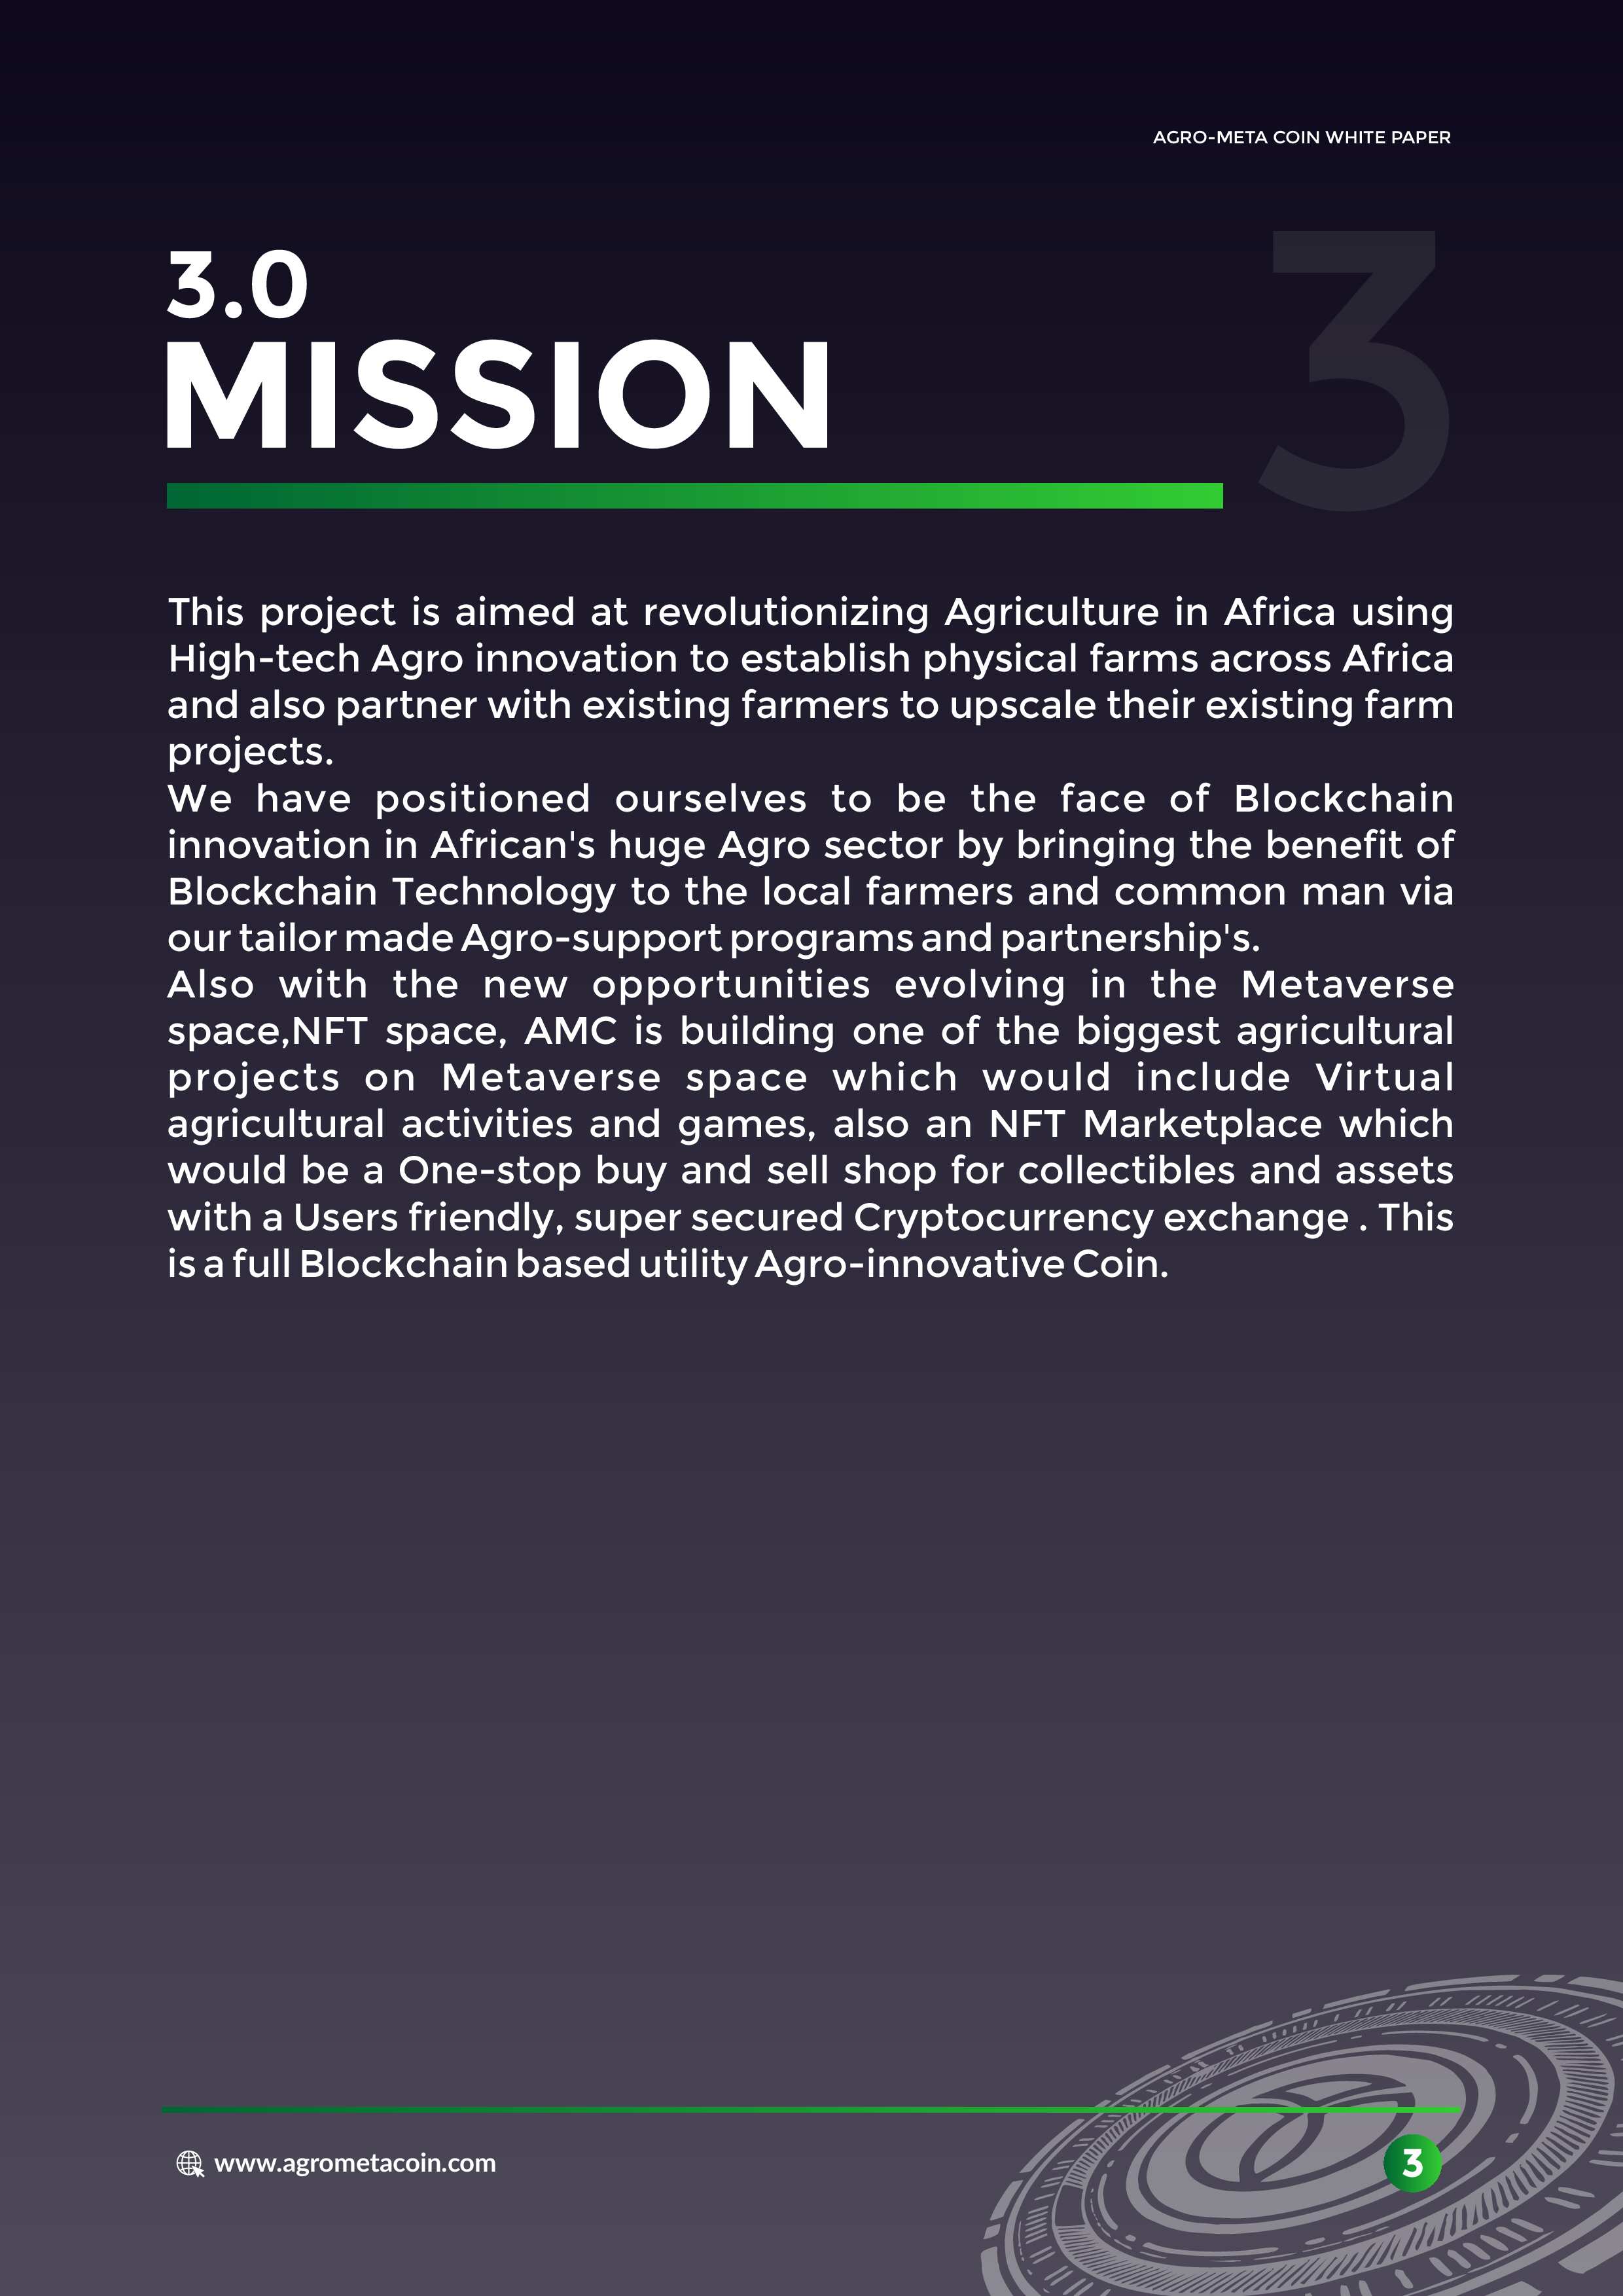 AGRO-META COIN WHITE PAPER
3.0
3
MISSION
This project is aimed at revolutionizing Agriculture in Africa using
High-tech Agro innovation to establish physical farms across Africa
and also partner with existing farmers to upscale their existing farm
projects.
We have positioned ourselves to be the face of Blockchain
innovation in African's huge Agro sector by bringing the benefit of
Blockchain Technology to the local farmers and common man via
our tailor made Agro-support programs and partnership's.
Also with the new opportunities evolving in the Metaverse
space,NFT space, AMC is building one of the biggest agricultural
projects on Metaverse space which would include Virtual
agricultural activities and games, also an NFT Marketplace which
would be a One-stop buy and sell shop for collectibles and assets
with a Users friendly, super secured Cryptocurrency exchange . This
is a full Blockchain based utility Agro-innovative Coin.
www.agrometacoin.com
3